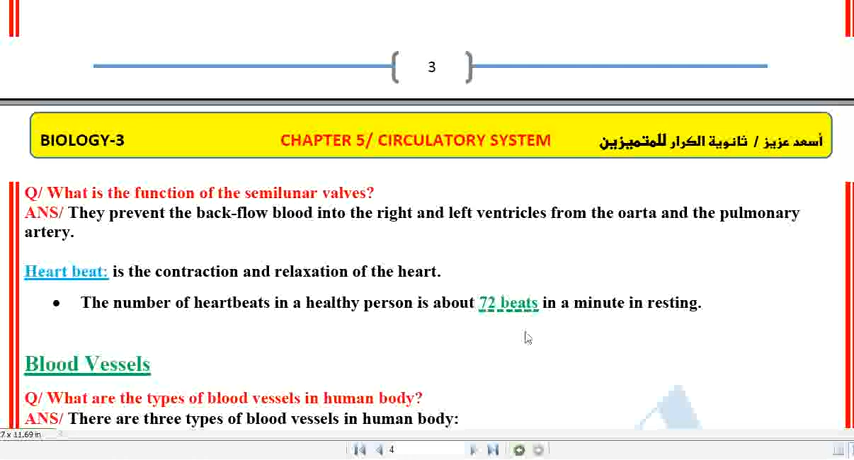 3
BIOLOGY-3 CHAPTER 5/ CIRCULATORY SYSTEM أسعد عزيز / ثانوية الكرار للمتميزين
Q/ What is the function of the semilunar valves?
ANS/ They prevent the back-flow blood into the right and left ventricles from the oarta and the pulmonary
artery.
Heart beat: is the contraction and relaxation of the heart.
• The number of heartbeats in a healthy person is about 72 beats in a minute in resting.
Blood Vessels
Q/ What are the types of blood vessels in human body?
ANS/ There are three types of blood vessels in human body:
7 x 11.69 in
4